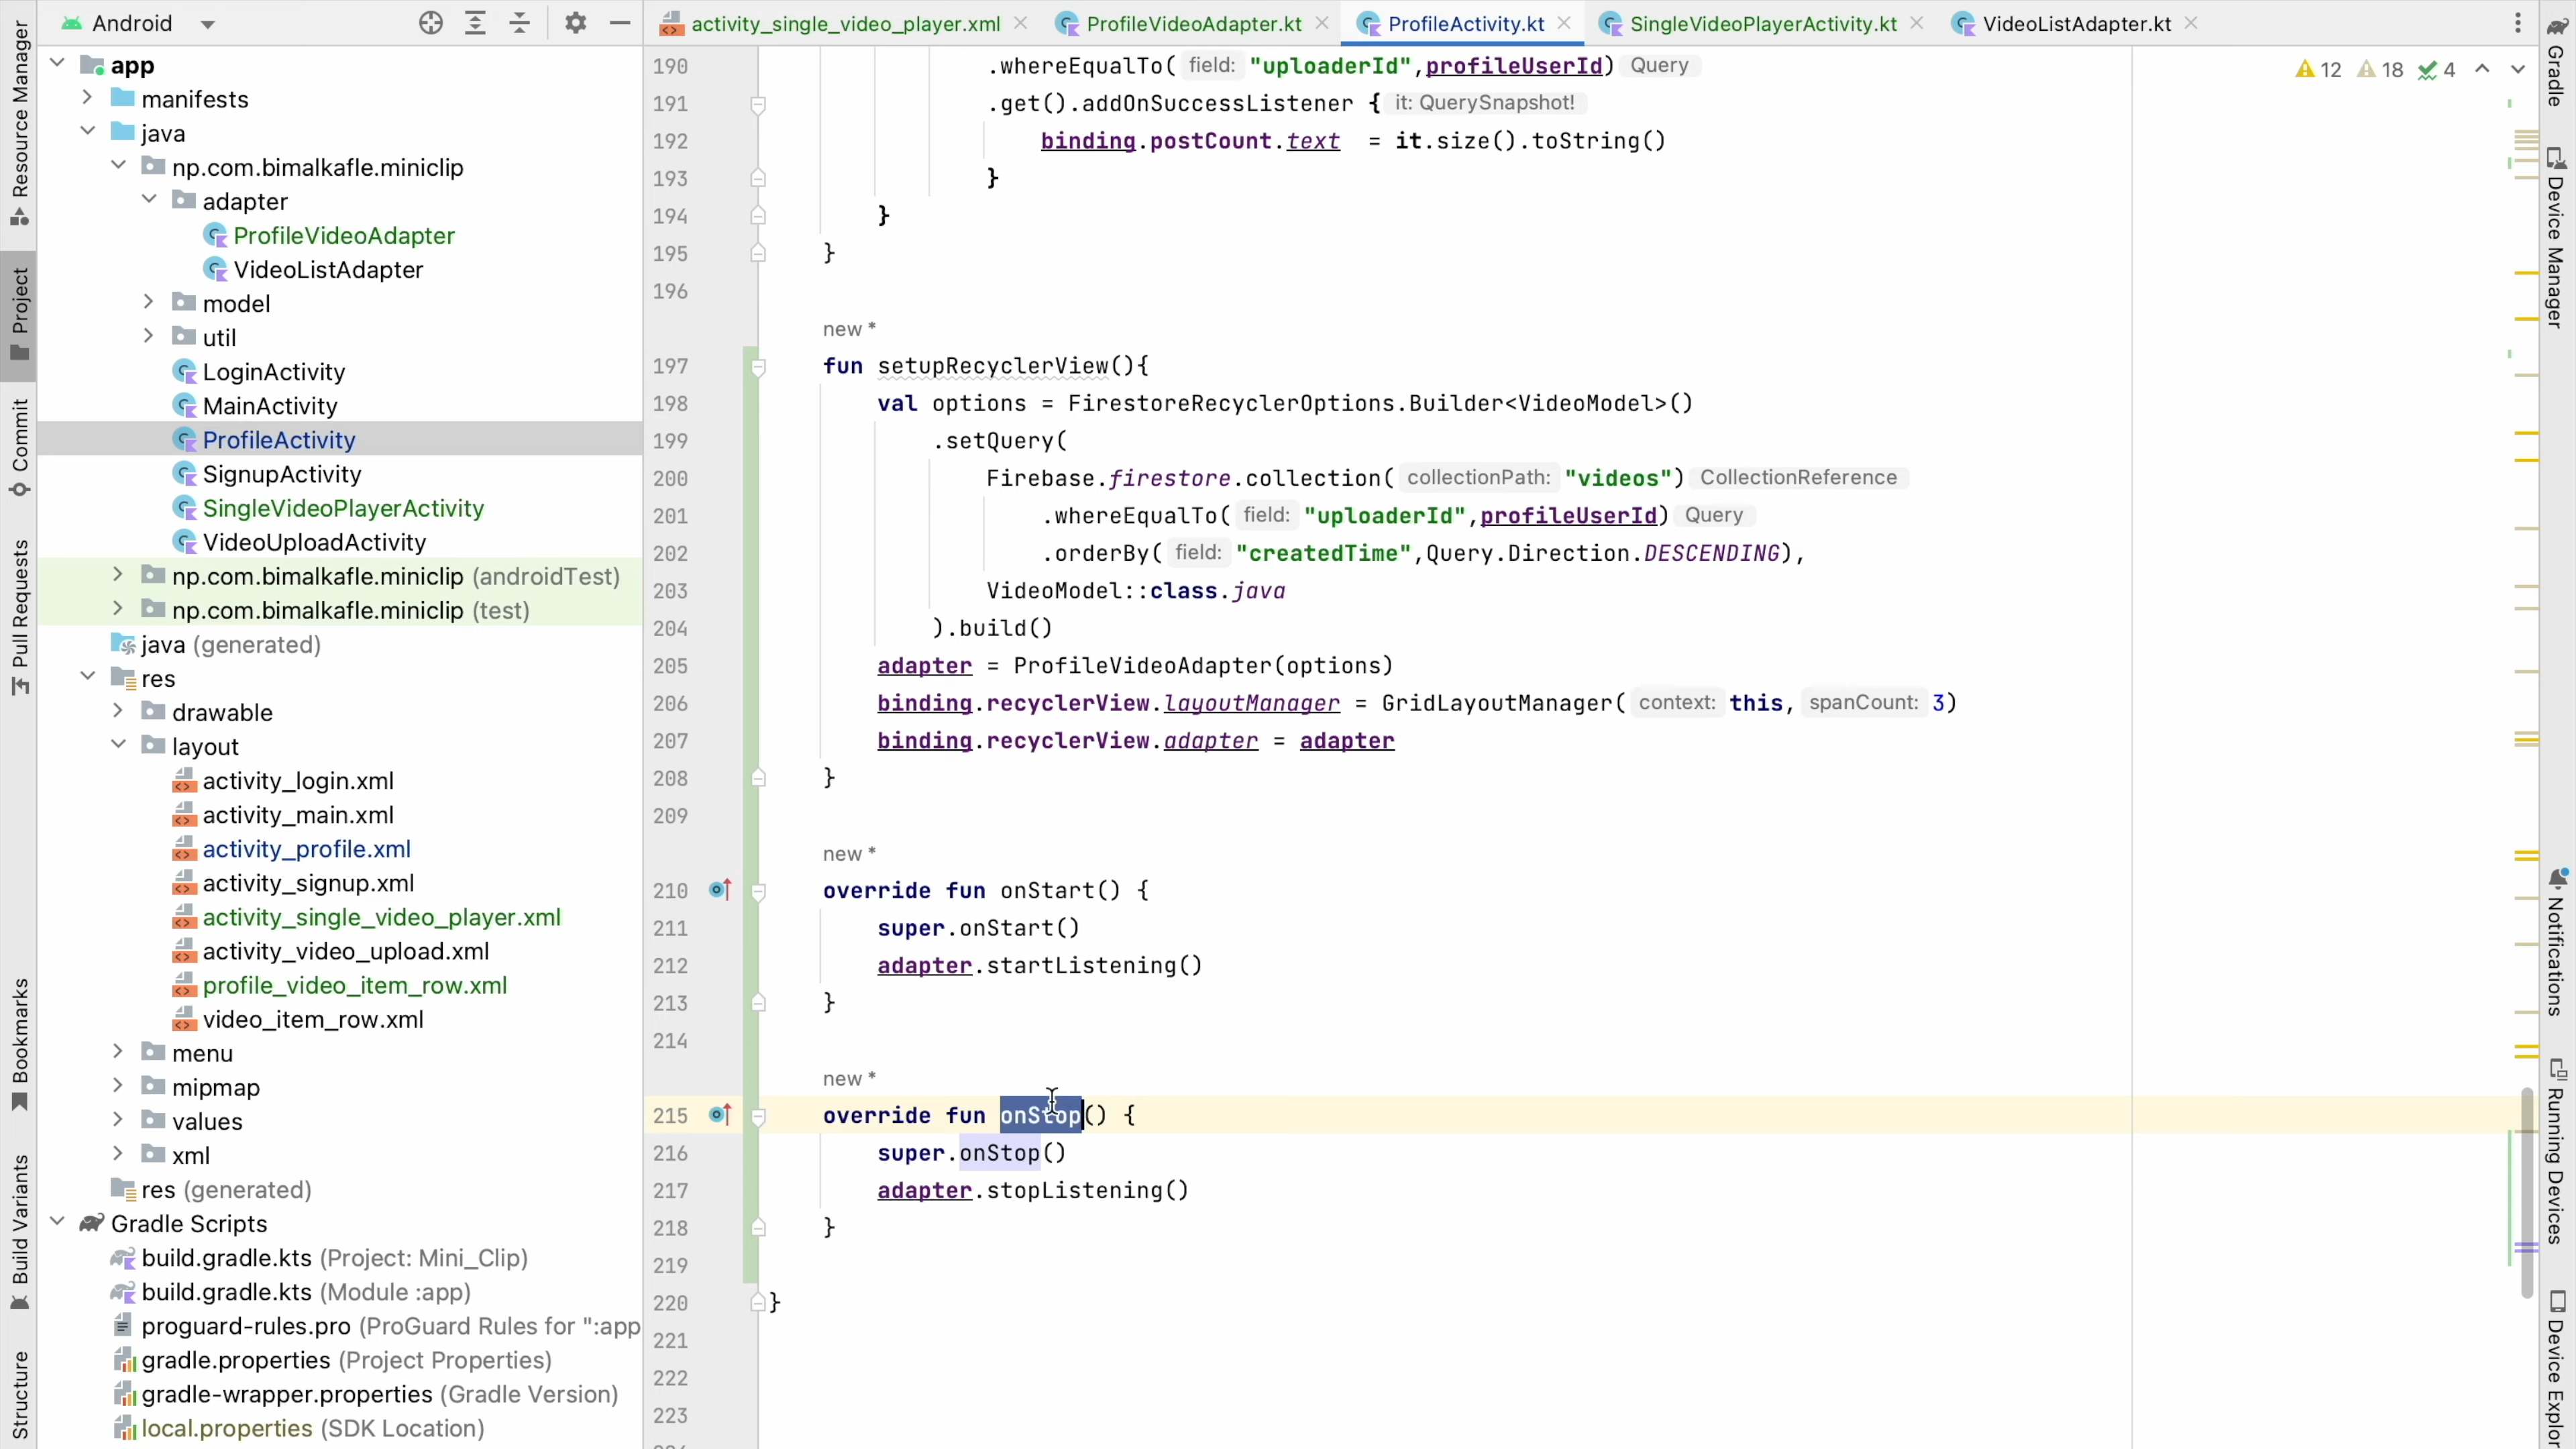 Android
activity_single_video_player.xml
ProfileVideoAdapter.kt
ProfileActivity.kt
SingleVideoPlayerActivity.kt
VideoListAdapter.kt
Resource Manager
Project
Commit
Pull Requests
Bookmarks
Build Variants
Structure
app
manifests
java
np.com.bimalkafle.miniclip
adapter
ProfileVideoAdapter
VideoListAdapter
model
util
LoginActivity
MainActivity
ProfileActivity
SignupActivity
SingleVideoPlayerActivity
VideoUploadActivity
np.com.bimalkafle.miniclip (androidTest)
np.com.bimalkafle.miniclip (test)
java (generated)
res
drawable
layout
activity_login.xml
activity_main.xml
activity_profile.xml
activity_signup.xml
activity_single_video_player.xml
activity_video_upload.xml
profile_video_item_row.xml
video_item_row.xml
menu
mipmap
values
xml
res (generated)
Gradle Scripts
build.gradle.kts (Project: Mini_Clip)
build.gradle.kts (Module :app)
proguard-rules.pro (ProGuard Rules for ":app
gradle.properties (Project Properties)
gradle-wrapper.properties (Gradle Version)
local.properties (SDK Location)
12 18 4
190 .whereEqualTo( field: "uploaderId",profileUserId) Query
191 .get().addOnSuccessListener { it: QuerySnapshot!
192 binding.postCount.text = it.size().toString()
193 }
194 }
195 }
196
new *
197 fun setupRecyclerView(){
198 val options = FirestoreRecyclerOptions.Builder<VideoModel>()
199 .setQuery(
200 Firebase.firestore.collection( collectionPath: "videos") CollectionReference
201 .whereEqualTo( field: "uploaderId",profileUserId) Query
202 .orderBy( field: "createdTime",Query.Direction.DESCENDING),
203 VideoModel::class.java
204 ).build()
205 adapter = ProfileVideoAdapter(options)
206 binding.recyclerView.layoutManager = GridLayoutManager( context: this, spanCount: 3)
207 binding.recyclerView.adapter = adapter
208 }
209
new *
210 override fun onStart() {
211 super.onStart()
212 adapter.startListening()
213 }
214
new *
215 override fun onStop() {
216 super.onStop()
217 adapter.stopListening()
218 }
219
220 }
221
222
223
Gradle
Device Manager
Notifications
Running Devices
Device Explor